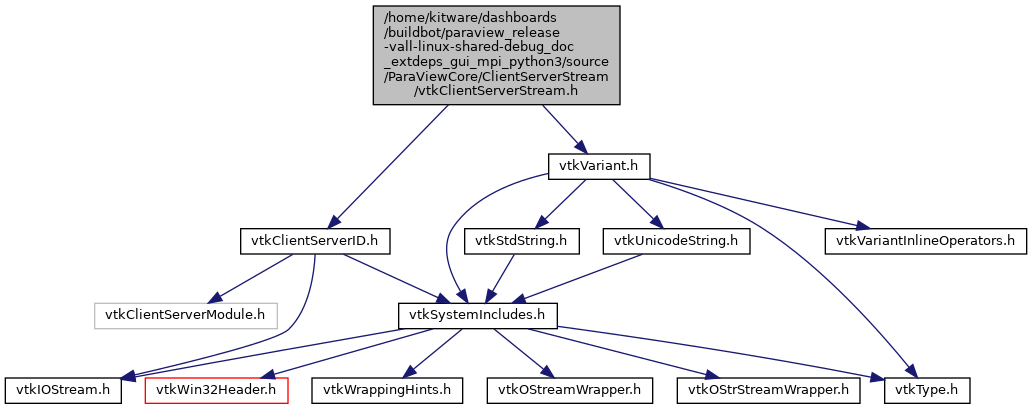 /home/kitware/dashboards
/buildbot/paraview_release
-vall-linux-shared-debug_doc
_extdeps_gui_mpi_python3/source
/ParaViewCore/ClientServerStream
/vtkClientServerStream.h
vtkVariant.h
vtkClientServerID.h
vtkStdString.h
vtkUnicodeString.h
vtkVariantInlineOperators.h
vtkClientServerModule.h
vtkSystemIncludes.h
vtkIOStream.h
vtkWin32Header.h
vtkWrappingHints.h
vtkOStreamWrapper.h
vtkOStrStreamWrapper.h
vtkType.h